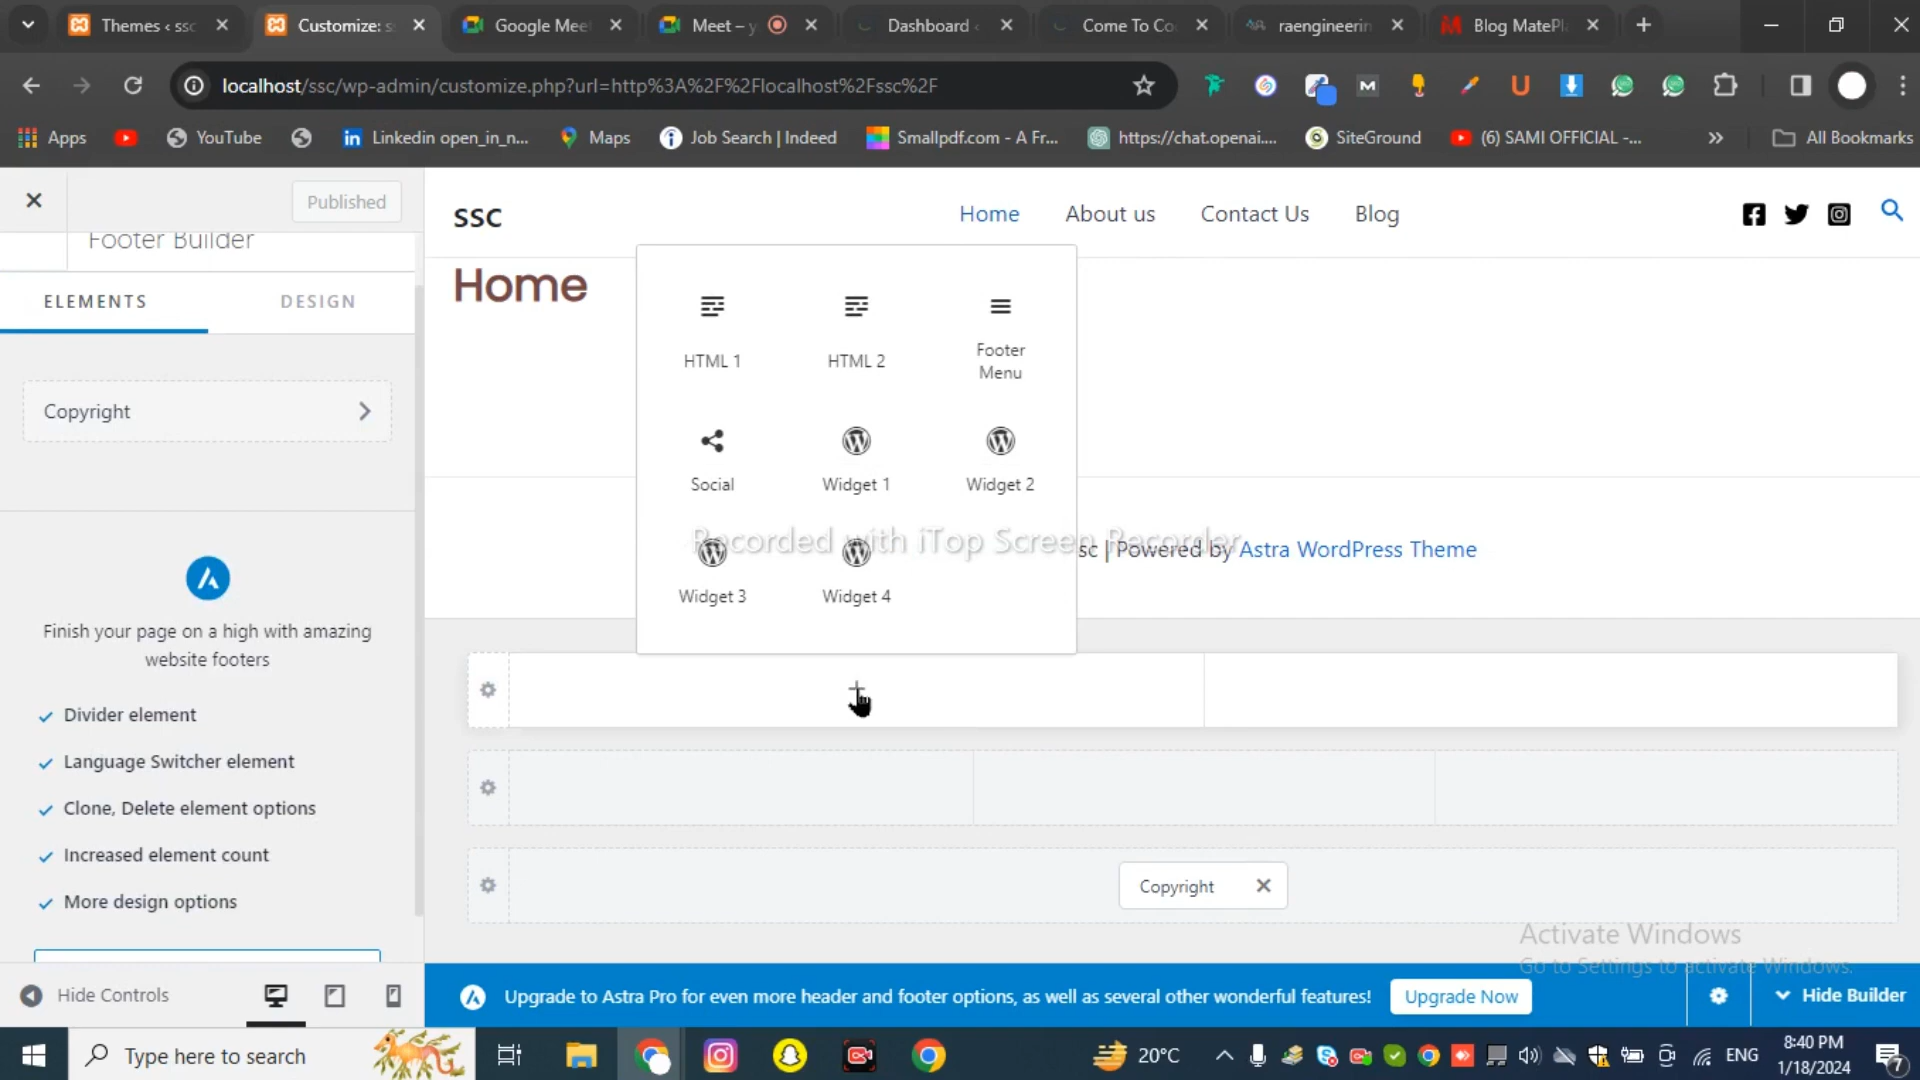 Themes ‹ ssc
Customize: s
Google Mee
Meet – y
Dashboard ‹
Come To Co
raengineerin
Blog MatePl
localhost/ssc/wp-admin/customize.php?url=http%3A%2F%2Flocalhost%2Fssc%2F
Apps
YouTube
Linkedin open_in_n...
Maps
Job Search | Indeed
Smallpdf.com - A Fr...
https://chat.openai....
SiteGround
(6) SAMI OFFICIAL -...
»
All Bookmarks
Published
Footer Builder
ELEMENTS
DESIGN
Copyright
Finish your page on a high with amazing
website footers
Divider element
Language Switcher element
Clone, Delete element options
Increased element count
More design options
Hide Controls
ssc
Home
About us
Contact Us
Blog
Home
HTML 1
HTML 2
Footer
Menu
Social
Widget 1
Widget 2
Widget 3
Widget 4
Recorded with iTop Screen Recorder
sc | Powered by Astra WordPress Theme
Copyright
Activate Windows
Go to Settings to activate Windows.
Upgrade to Astra Pro for even more header and footer options, as well as several other wonderful features!
Upgrade Now
Hide Builder
Type here to search
20°C
ENG
8:40 PM
1/18/2024
7